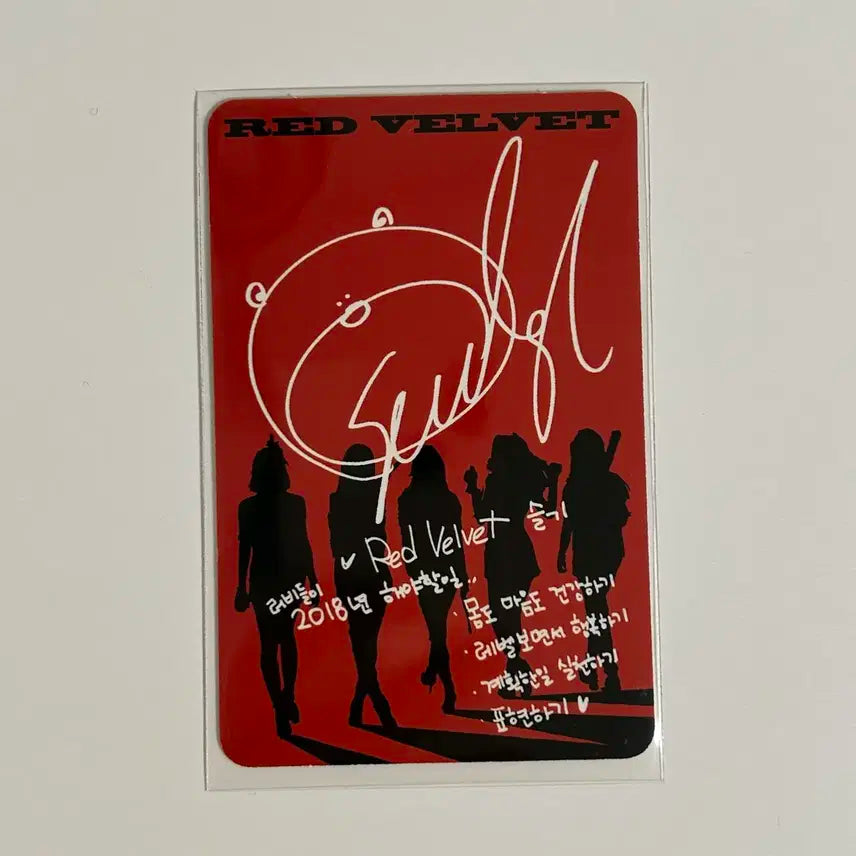 RED VELVET
Seulgi
♥ Red Velvet 슬기
러비들이
2018년 해야할일..
· 몸도 마음도 건강하기
· 레벨보면서 행복하기
· 계획한일 실천하기
· 표현하기 ♥